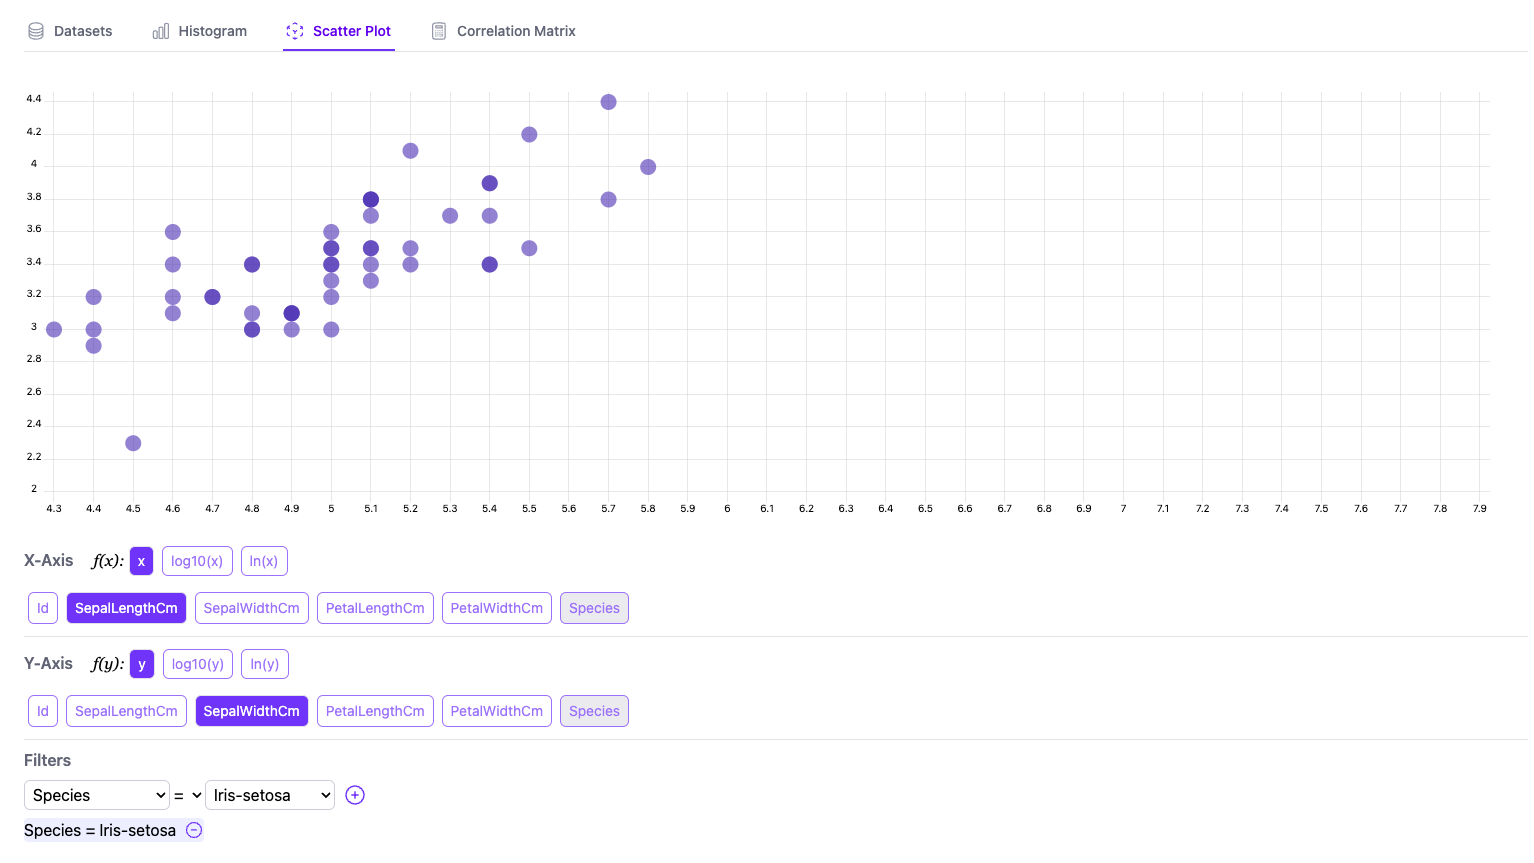 Datasets Histogram Scatter Plot Correlation Matrix
4.4
4.2
4
3.8
3.6
3.4
3.2
3
2.8
2.6
2.4
2.2
2
4.3 4.4 4.5 4.6 4.7 4.8 4.9 5 5.1 5.2 5.3 5.4 5.5 5.6 5.7 5.8 5.9 6 6.1 6.2 6.3 6.4 6.5 6.6 6.7 6.8 6.9 7 7.1 7.2 7.3 7.4 7.5 7.6 7.7 7.8 7.9
X-Axis f(x): x log10(x) ln(x)
Id SepalLengthCm SepalWidthCm PetalLengthCm PetalWidthCm Species
Y-Axis f(y): y log10(y) ln(y)
Id SepalLengthCm SepalWidthCm PetalLengthCm PetalWidthCm Species
Filters
Species = Iris-setosa
Species = Iris-setosa